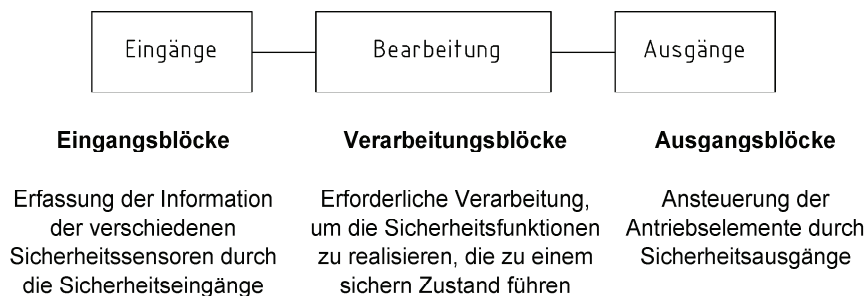 Eingänge
Bearbeitung
Ausgänge
Eingangsblöcke
Verarbeitungsblöcke
Ausgangsblöcke
Erfassung der Information
der verschiedenen
Sicherheitssensoren durch
die Sicherheitseingänge
Erforderliche Verarbeitung,
um die Sicherheitsfunktionen
zu realisieren, die zu einem
sichern Zustand führen
Ansteuerung der
Antriebselemente durch
Sicherheitsausgänge